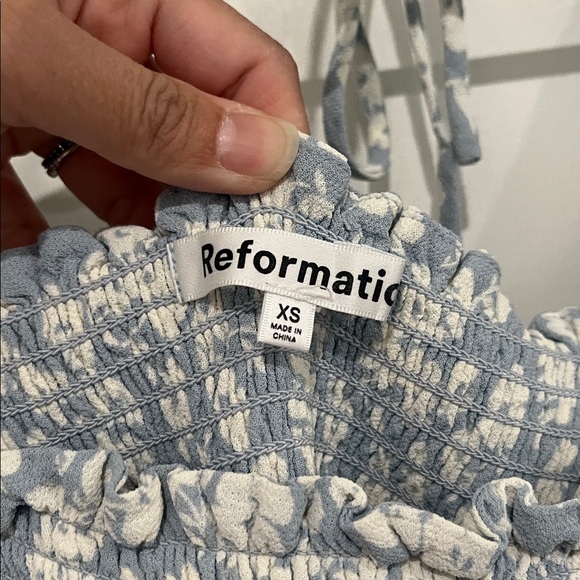 Reformatio
XS
MADE IN
CHINA